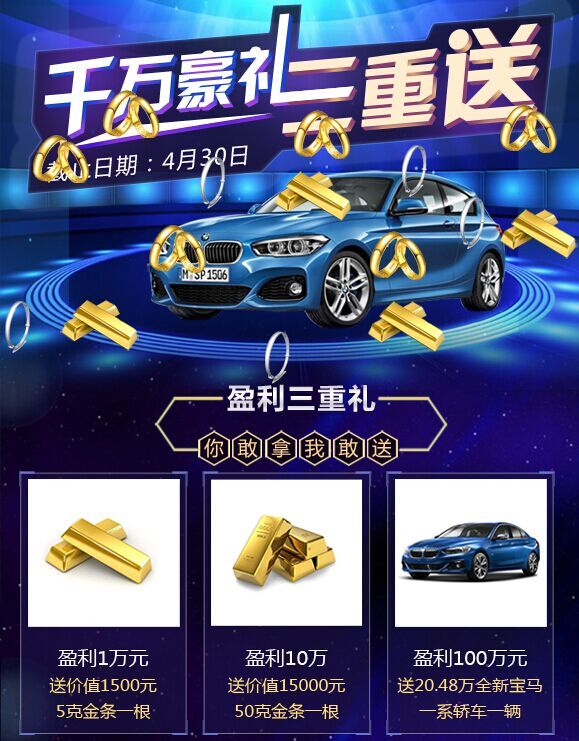 千万豪礼三重送
截止日期：4月30日
M·SP1506
盈利三重礼
你敢拿我敢送
盈利1万元
送价值1500元
5克金条一根
盈利10万
送价值15000元
50克金条一根
盈利100万元
送20.48万全新宝马
一系轿车一辆